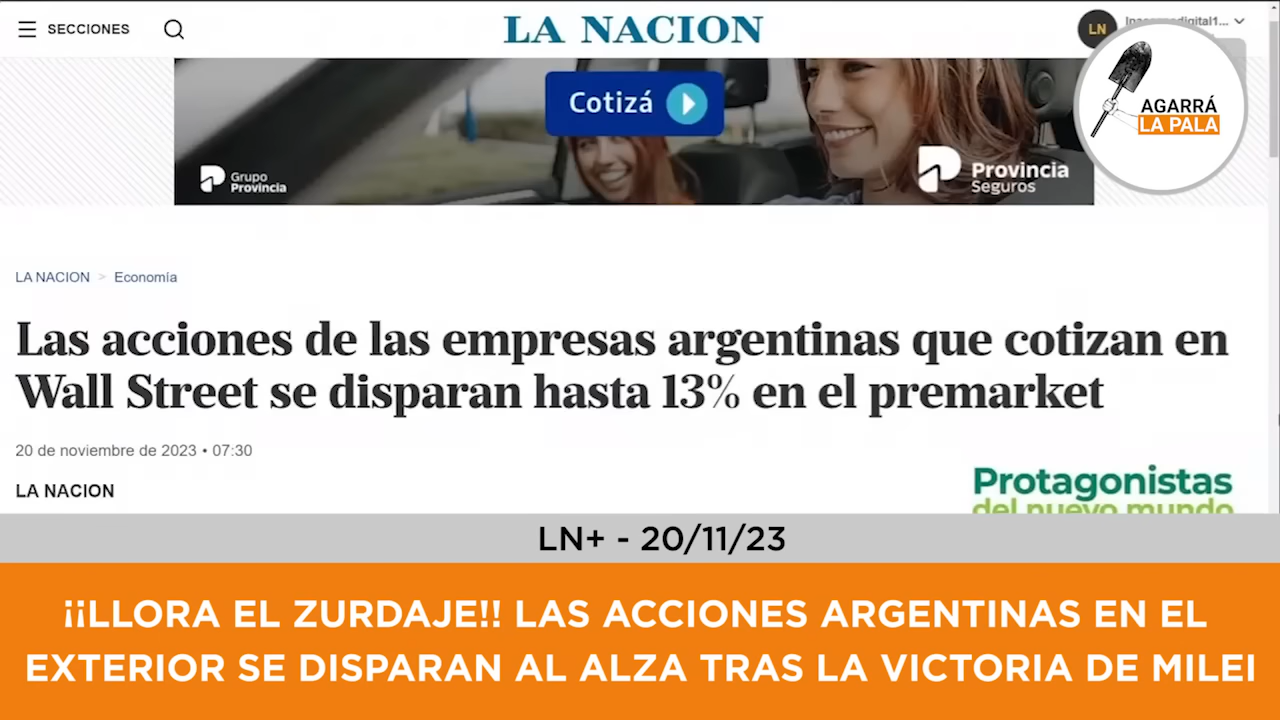 SECCIONES
LA NACION
LN
AGARRÁ
LA PALA
Cotizá
Grupo
Provincia
Provincia
Seguros
LA NACION > Economía
Las acciones de las empresas argentinas que cotizan en
Wall Street se disparan hasta 13% en el premarket
20 de noviembre de 2023 • 07:30
LA NACION
Protagonistas
del nuevo mundo
LN+ - 20/11/23
¡¡LLORA EL ZURDAJE!! LAS ACCIONES ARGENTINAS EN EL
EXTERIOR SE DISPARAN AL ALZA TRAS LA VICTORIA DE MILEI